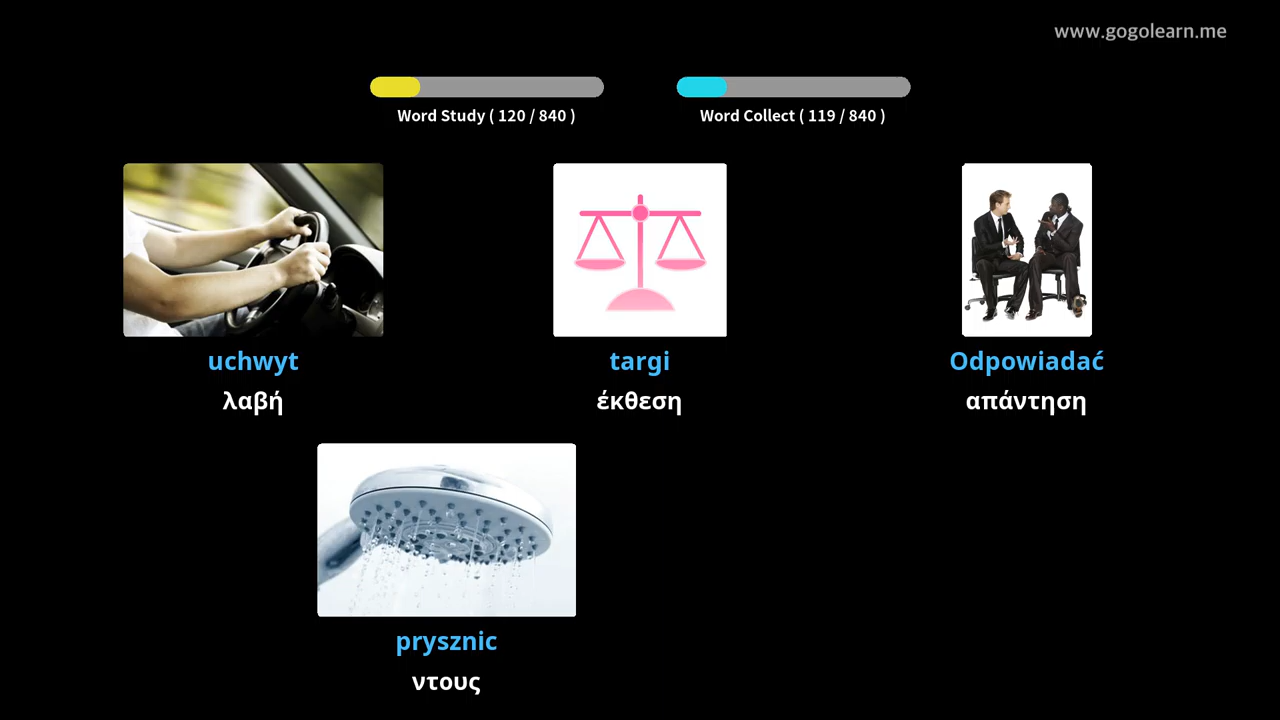 www.gogolearn.me
Word Study ( 120 / 840 )
Word Collect ( 119 / 840 )
uchwyt
targi
Odpowiadać
λαβή
έκθεση
απάντηση
prysznic
ντους